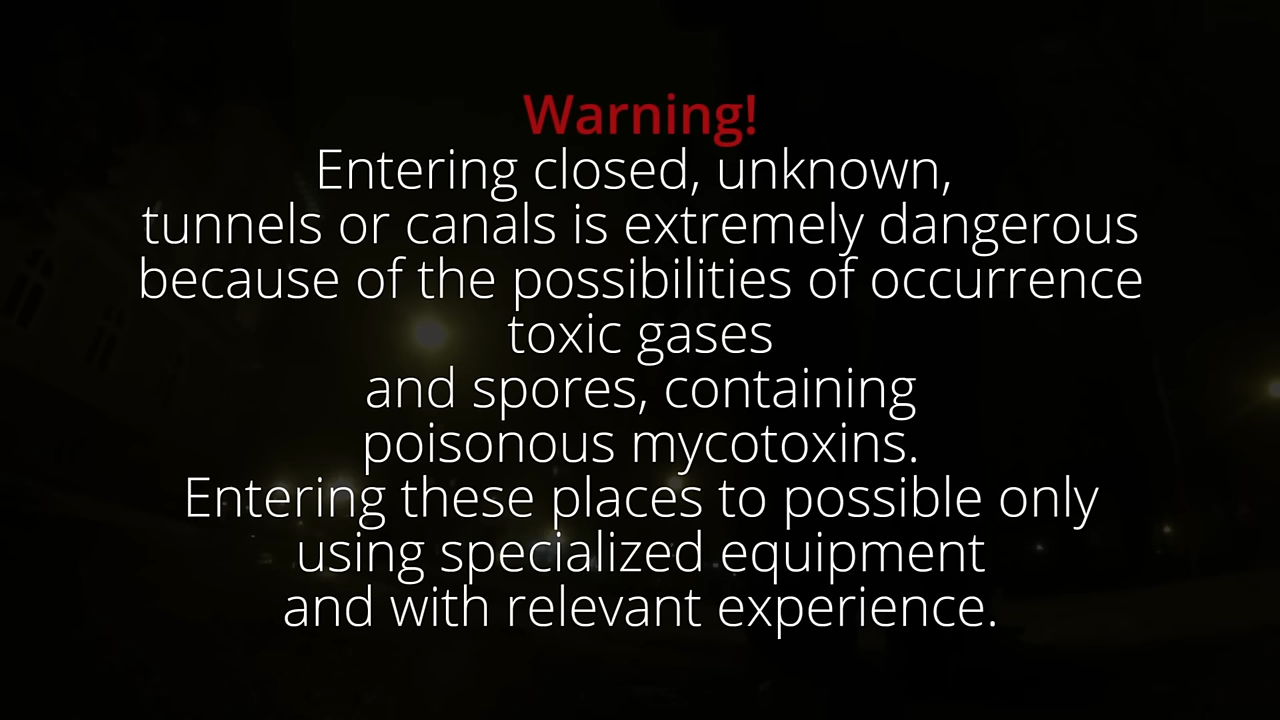 Warning!
Entering closed, unknown,
tunnels or canals is extremely dangerous
because of the possibilities of occurrence
toxic gases
and spores, containing
poisonous mycotoxins.
Entering these places to possible only
using specialized equipment
and with relevant experience.